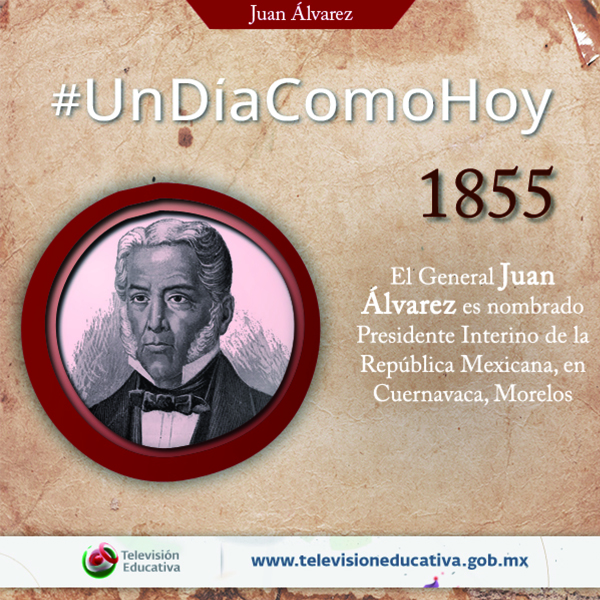 Juan Álvarez
#UnDíaComoHoy
1855
El General Juan
Álvarez es nombrado
Presidente Interino de la
República Mexicana, en
Cuernavaca, Morelos
Televisión
Educativa
www.televisioneducativa.gob.mx